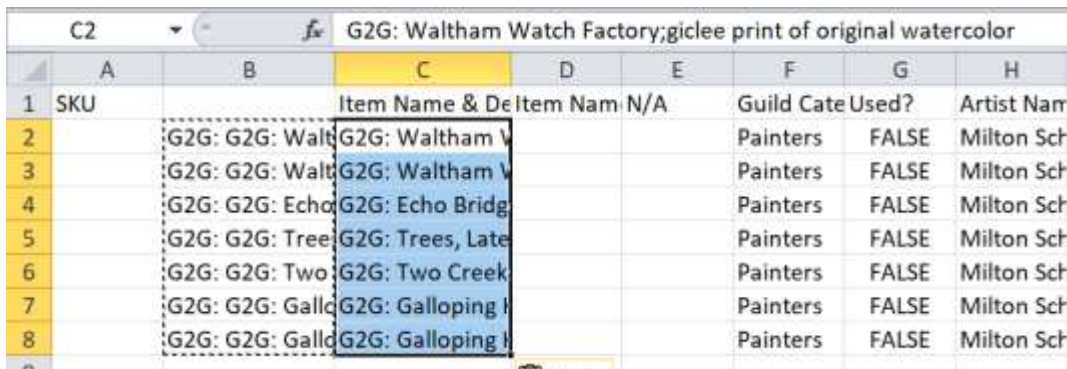 C2 fx G2G: Waltham Watch Factory;giclee print of original watercolor
A B C D E F G H
1 SKU Item Name & De Item Nam N/A Guild Cate Used? Artist Nam
2 G2G: G2G: Walt G2G: Waltham Painters FALSE Milton Sch
3 G2G: G2G: Walt G2G: Waltham Painters FALSE Milton Sch
4 G2G: G2G: Echo G2G: Echo Bridg Painters FALSE Milton Sch
5 G2G: G2G: Tree G2G: Trees, Late Painters FALSE Milton Sch
6 G2G: G2G: Two G2G: Two Creek Painters FALSE Milton Sch
7 G2G: G2G: Gallo G2G: Galloping Painters FALSE Milton Sch
8 G2G: G2G: Gallo G2G: Galloping Painters FALSE Milton Sch